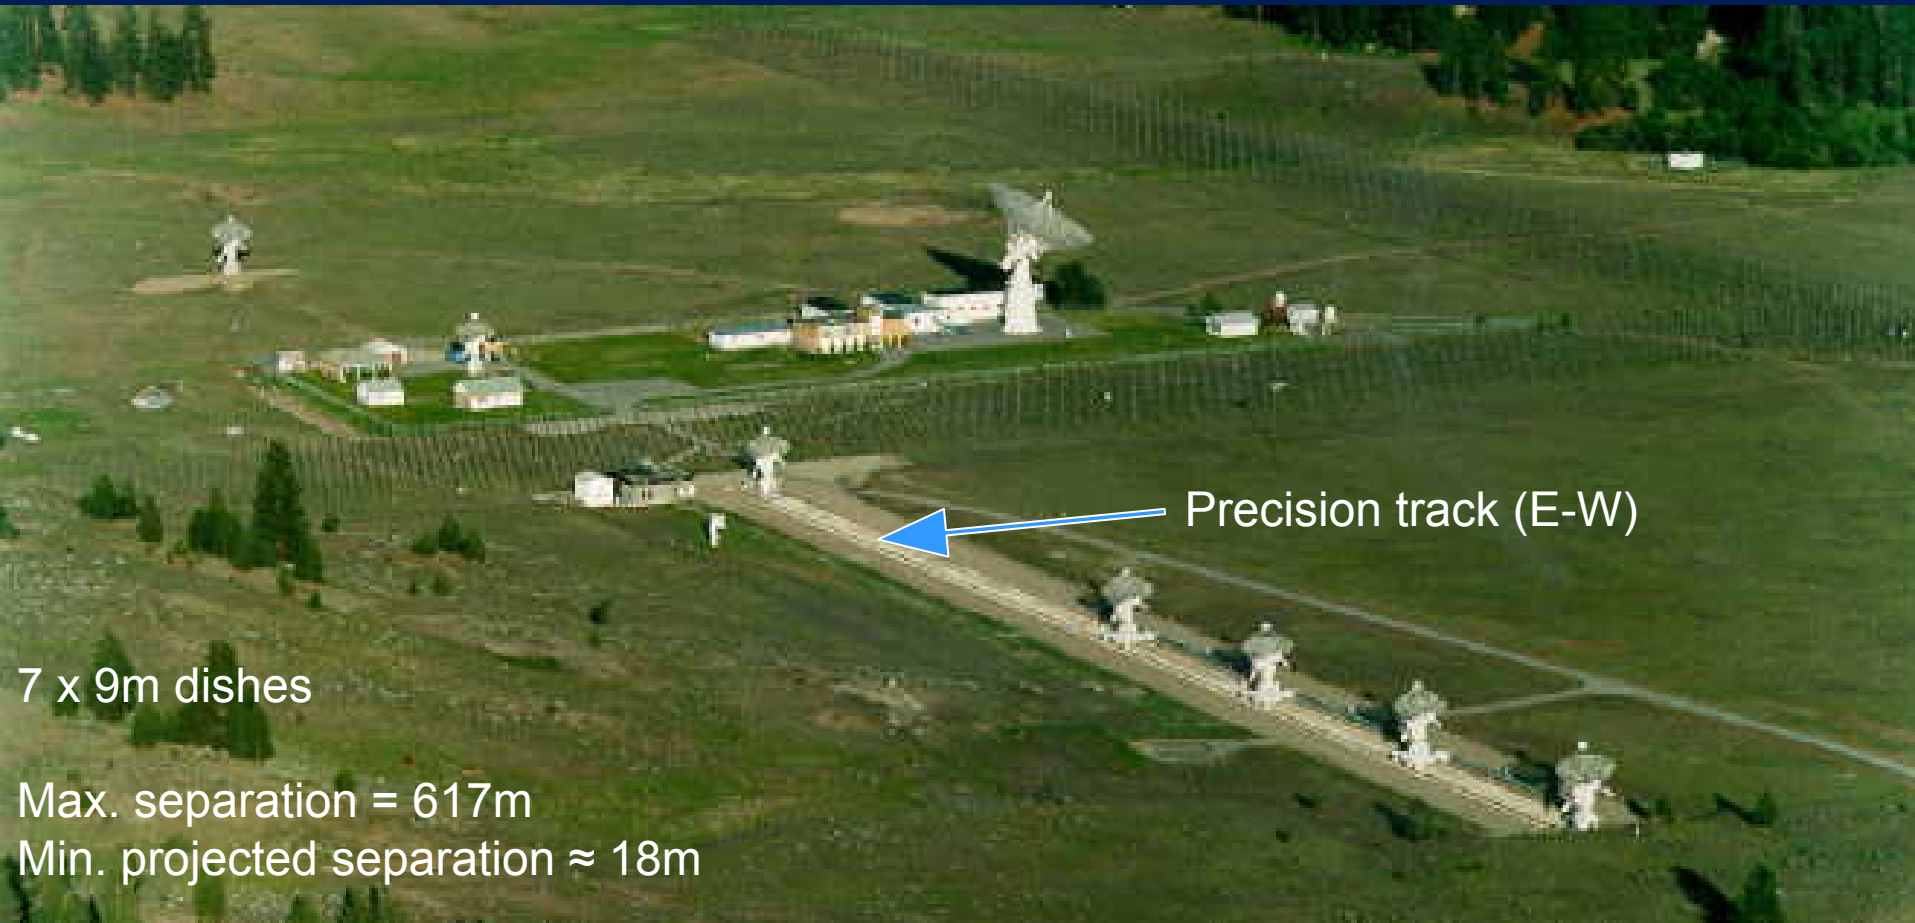 Precision track (E-W)
7 x 9m dishes
Max. separation = 617m
Min. projected separation ≈ 18m